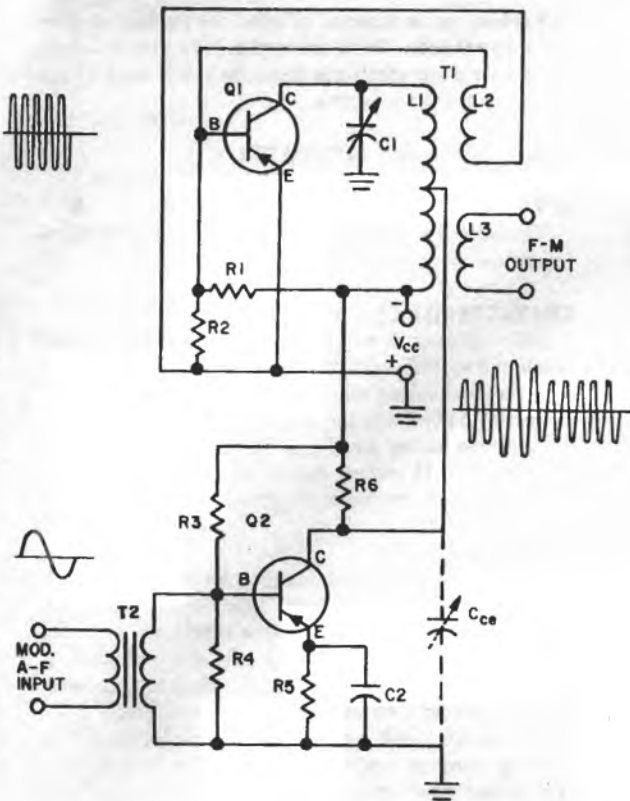 T1
Q1
C
L1
L2
B
C1
E
L3
F-M
OUTPUT
R1
R2
-
Vcc
+
R6
R3
Q2
C
B
Cce
T2
E
MOD.
A-F
INPUT
R4
R5
C2